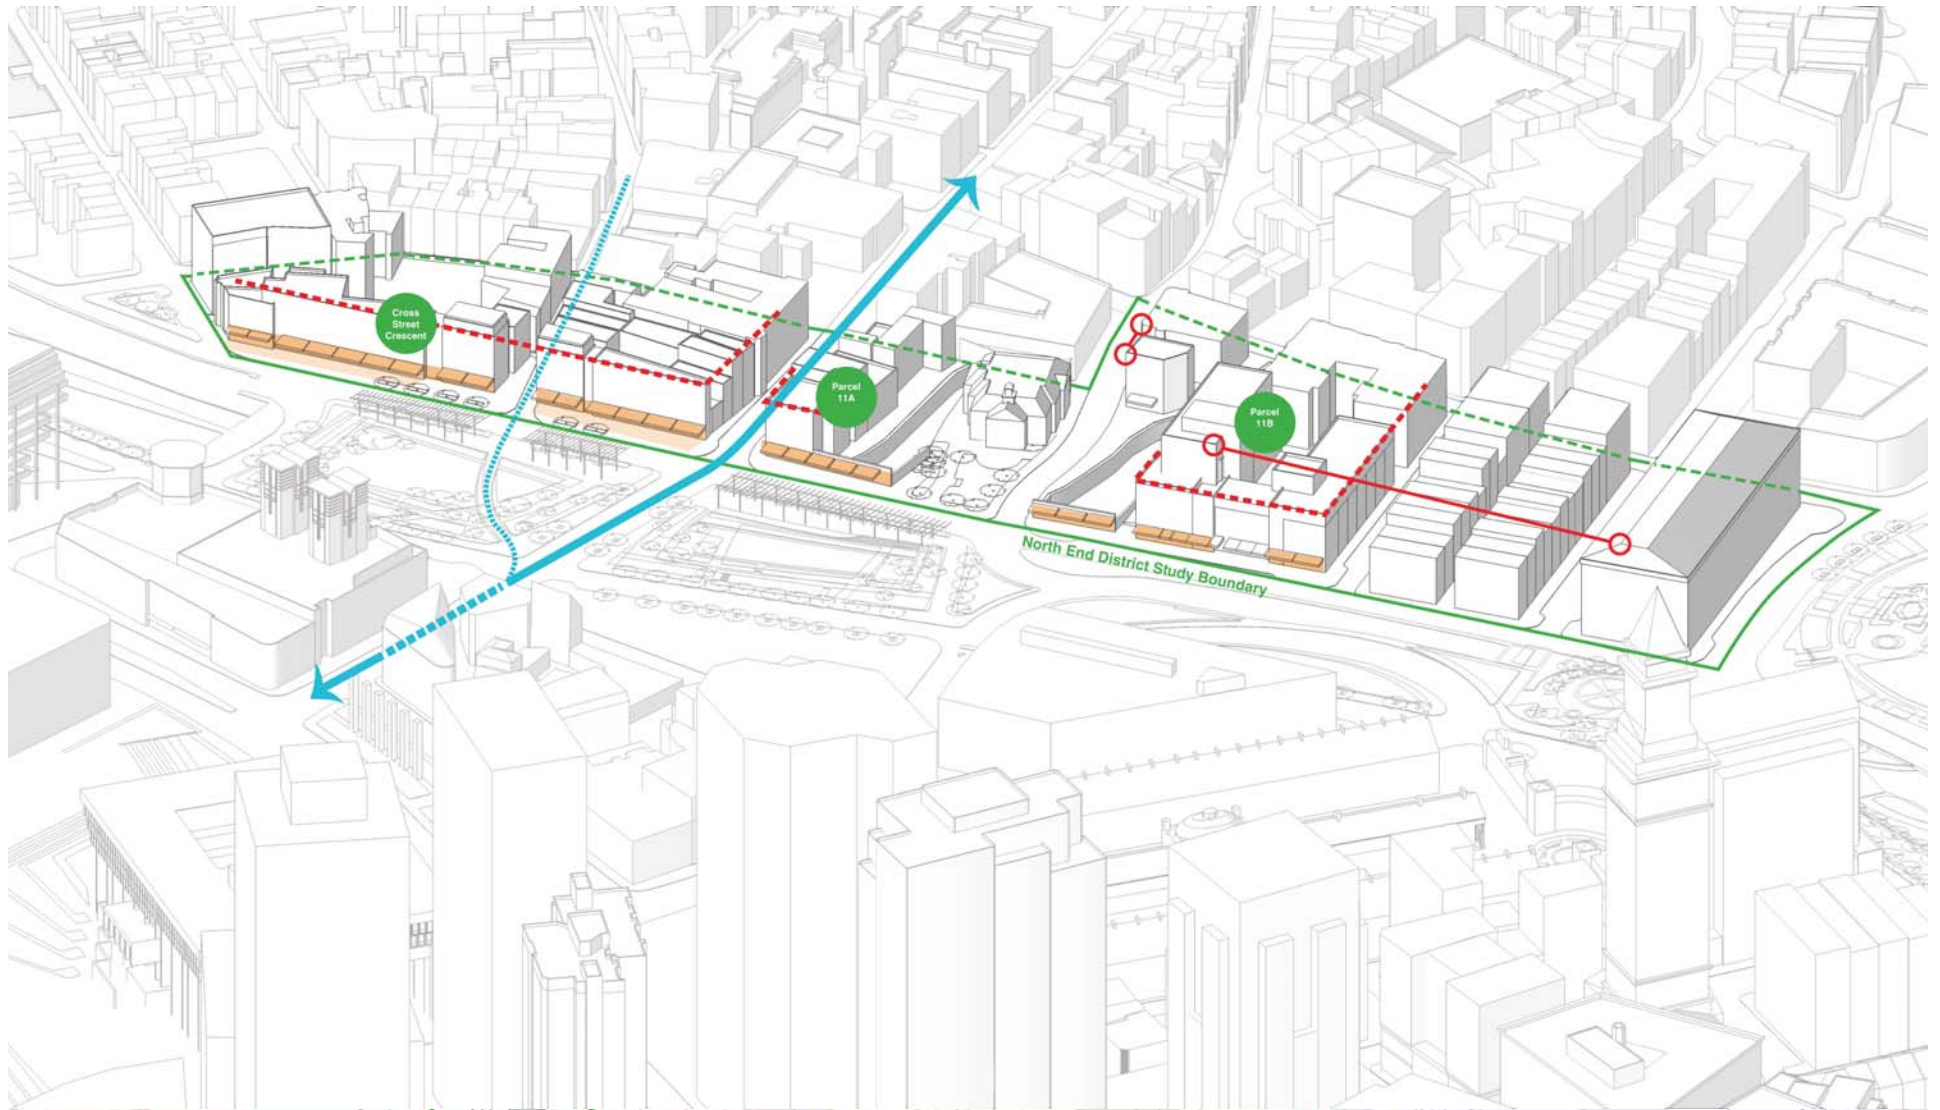 Cross
Street
Crescent
Parcel
11A
Parcel
11B
North End District Study Boundary